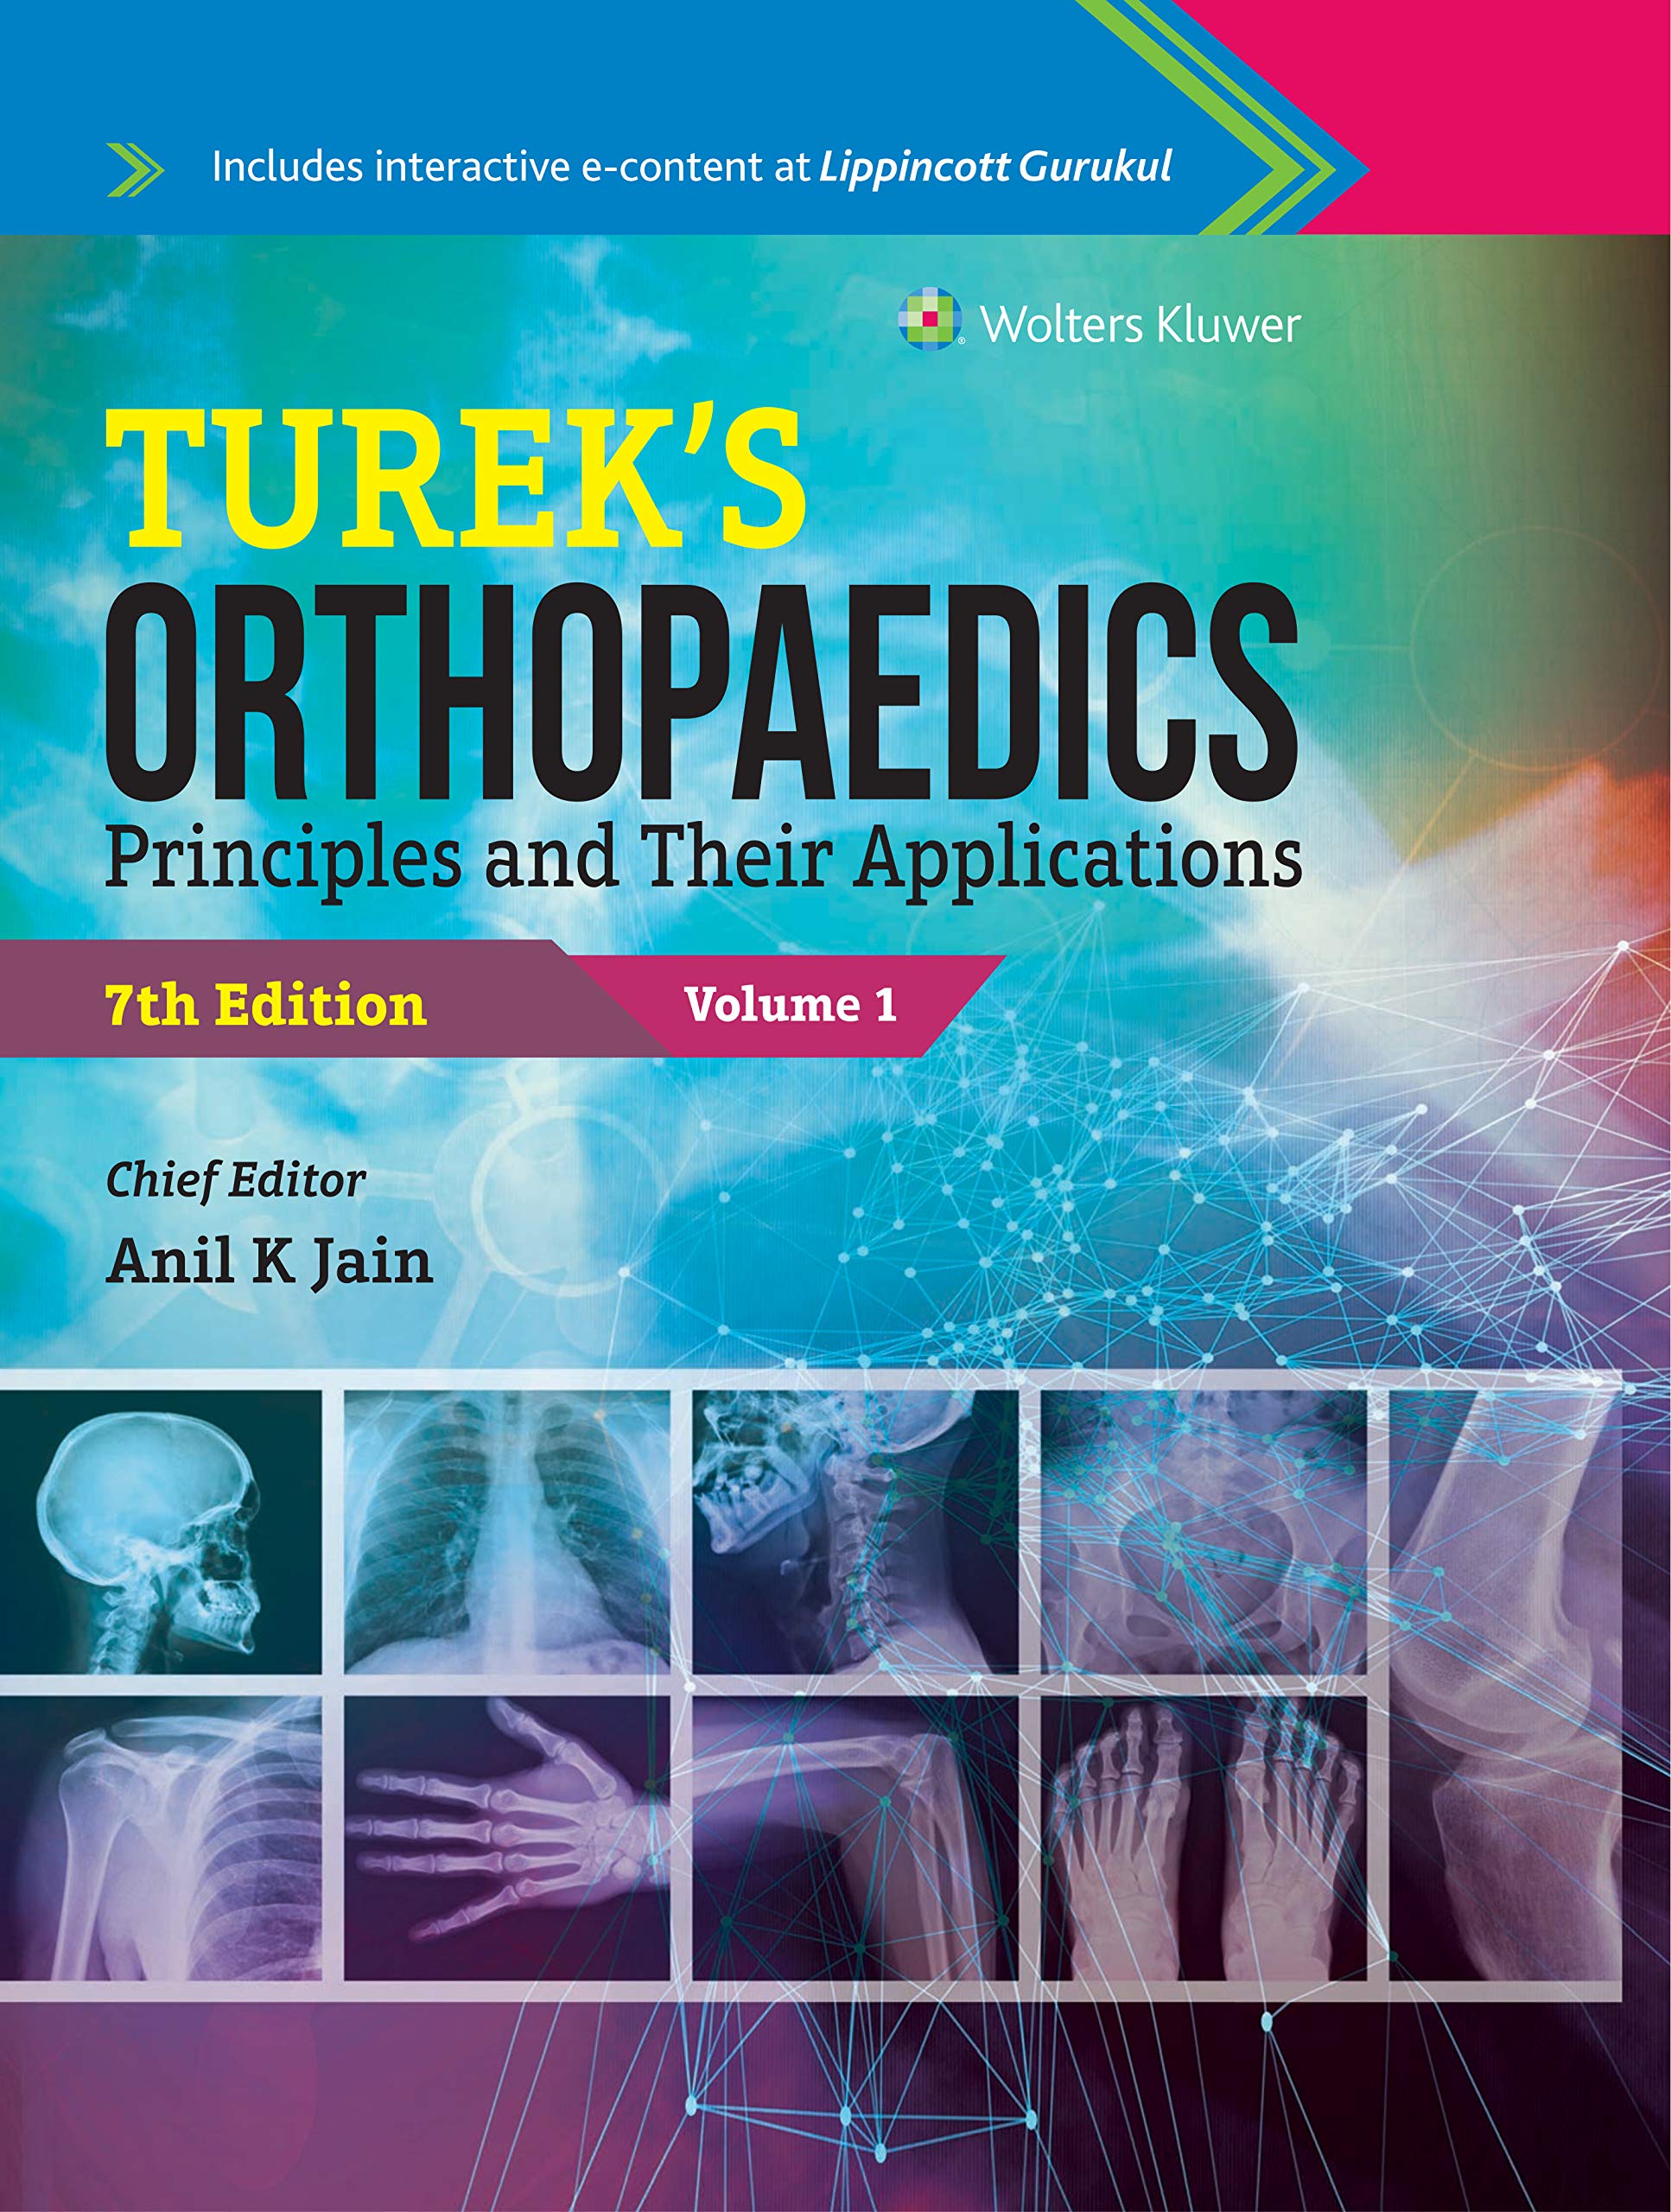 Includes interactive e-content at Lippincott Gurukul
Wolters Kluwer
TUREK'S
ORTHOPAEDICS
Principles and Their Applications
7th Edition
Volume 1
Chief Editor
Anil K Jain